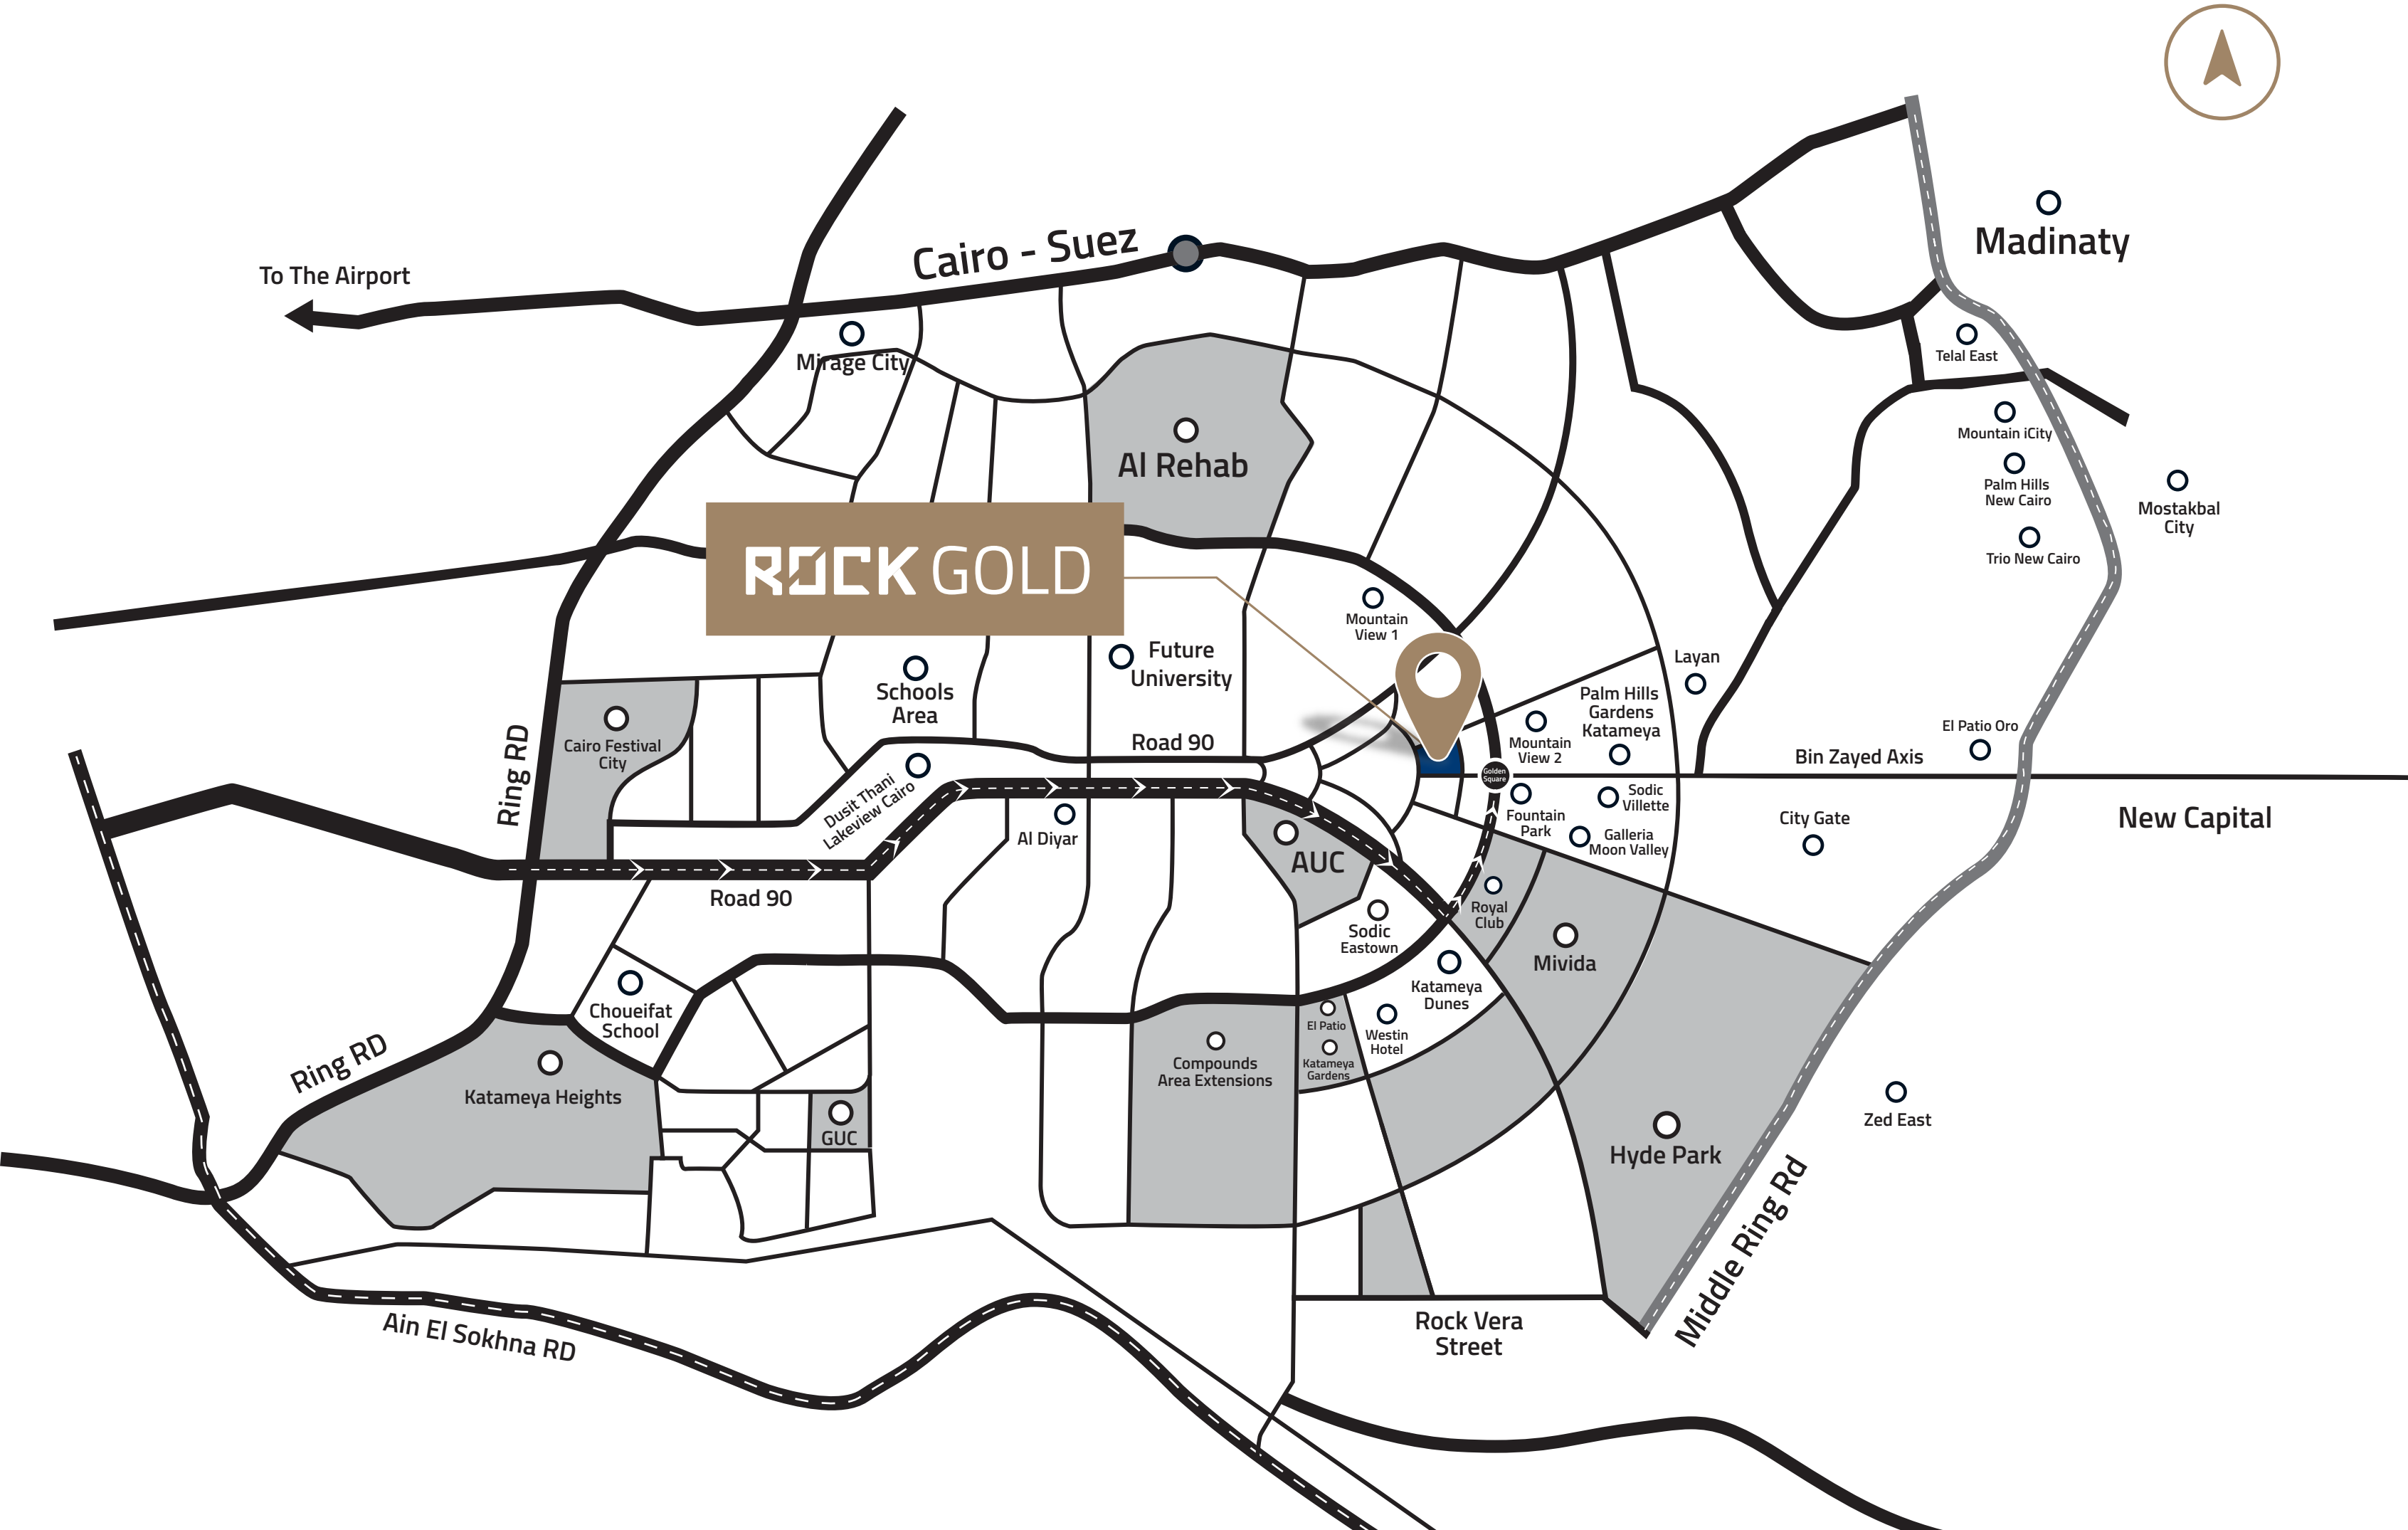 Cairo - Suez
To The Airport
Madinaty
Mirage City
Telal East
Mountain iCity
Al Rehab
Palm Hills
New Cairo
Mostakbal
City
Trio New Cairo
ROCK GOLD
Mountain
View 1
Future
University
Layan
Schools
Area
Palm Hills
Gardens
Katameya
El Patio Oro
Cairo Festival
City
Ring RD
Road 90
Mountain
View 2
Bin Zayed Axis
Golden
Square
Dusit Thani
Lakeview Cairo
Sodic
Villette
Fountain
Park
New Capital
City Gate
Al Diyar
Galleria
Moon Valley
AUC
Road 90
Royal
Club
Sodic
Eastown
Mivida
Katameya
Dunes
Choueifat
School
El Patio
Westin
Hotel
Ring RD
Compounds
Area Extensions
Katameya
Gardens
Katameya Heights
GUC
Zed East
Hyde Park
Middle Ring Rd
Ain El Sokhna RD
Rock Vera
Street